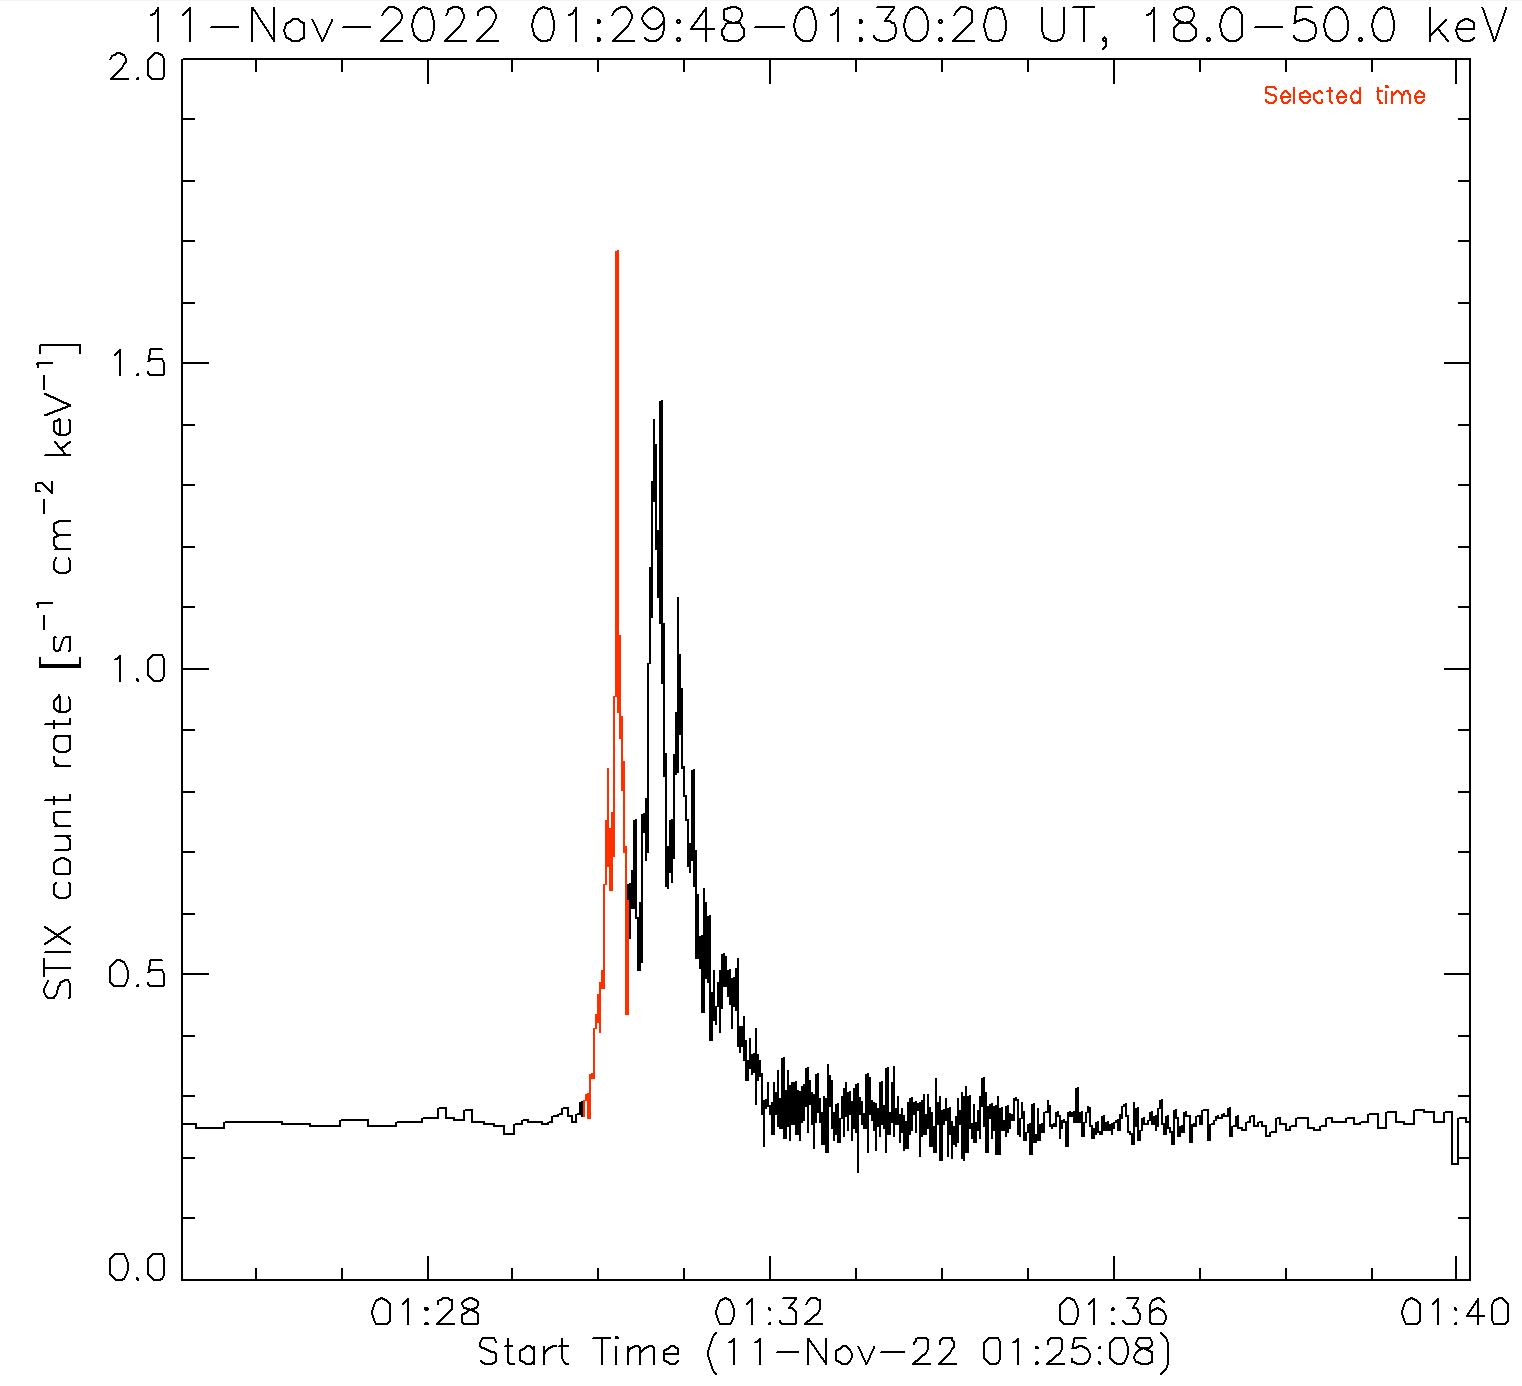 11-Nov-2022 01:29:48-01:30:20 UT, 18.0-50.0 keV
Selected time
2.0
1.5
1.0
0.5
0.0
STIX count rate [s⁻¹ cm⁻² keV⁻¹]
01:28 01:32 01:36 01:40
Start Time (11-Nov-22 01:25:08)